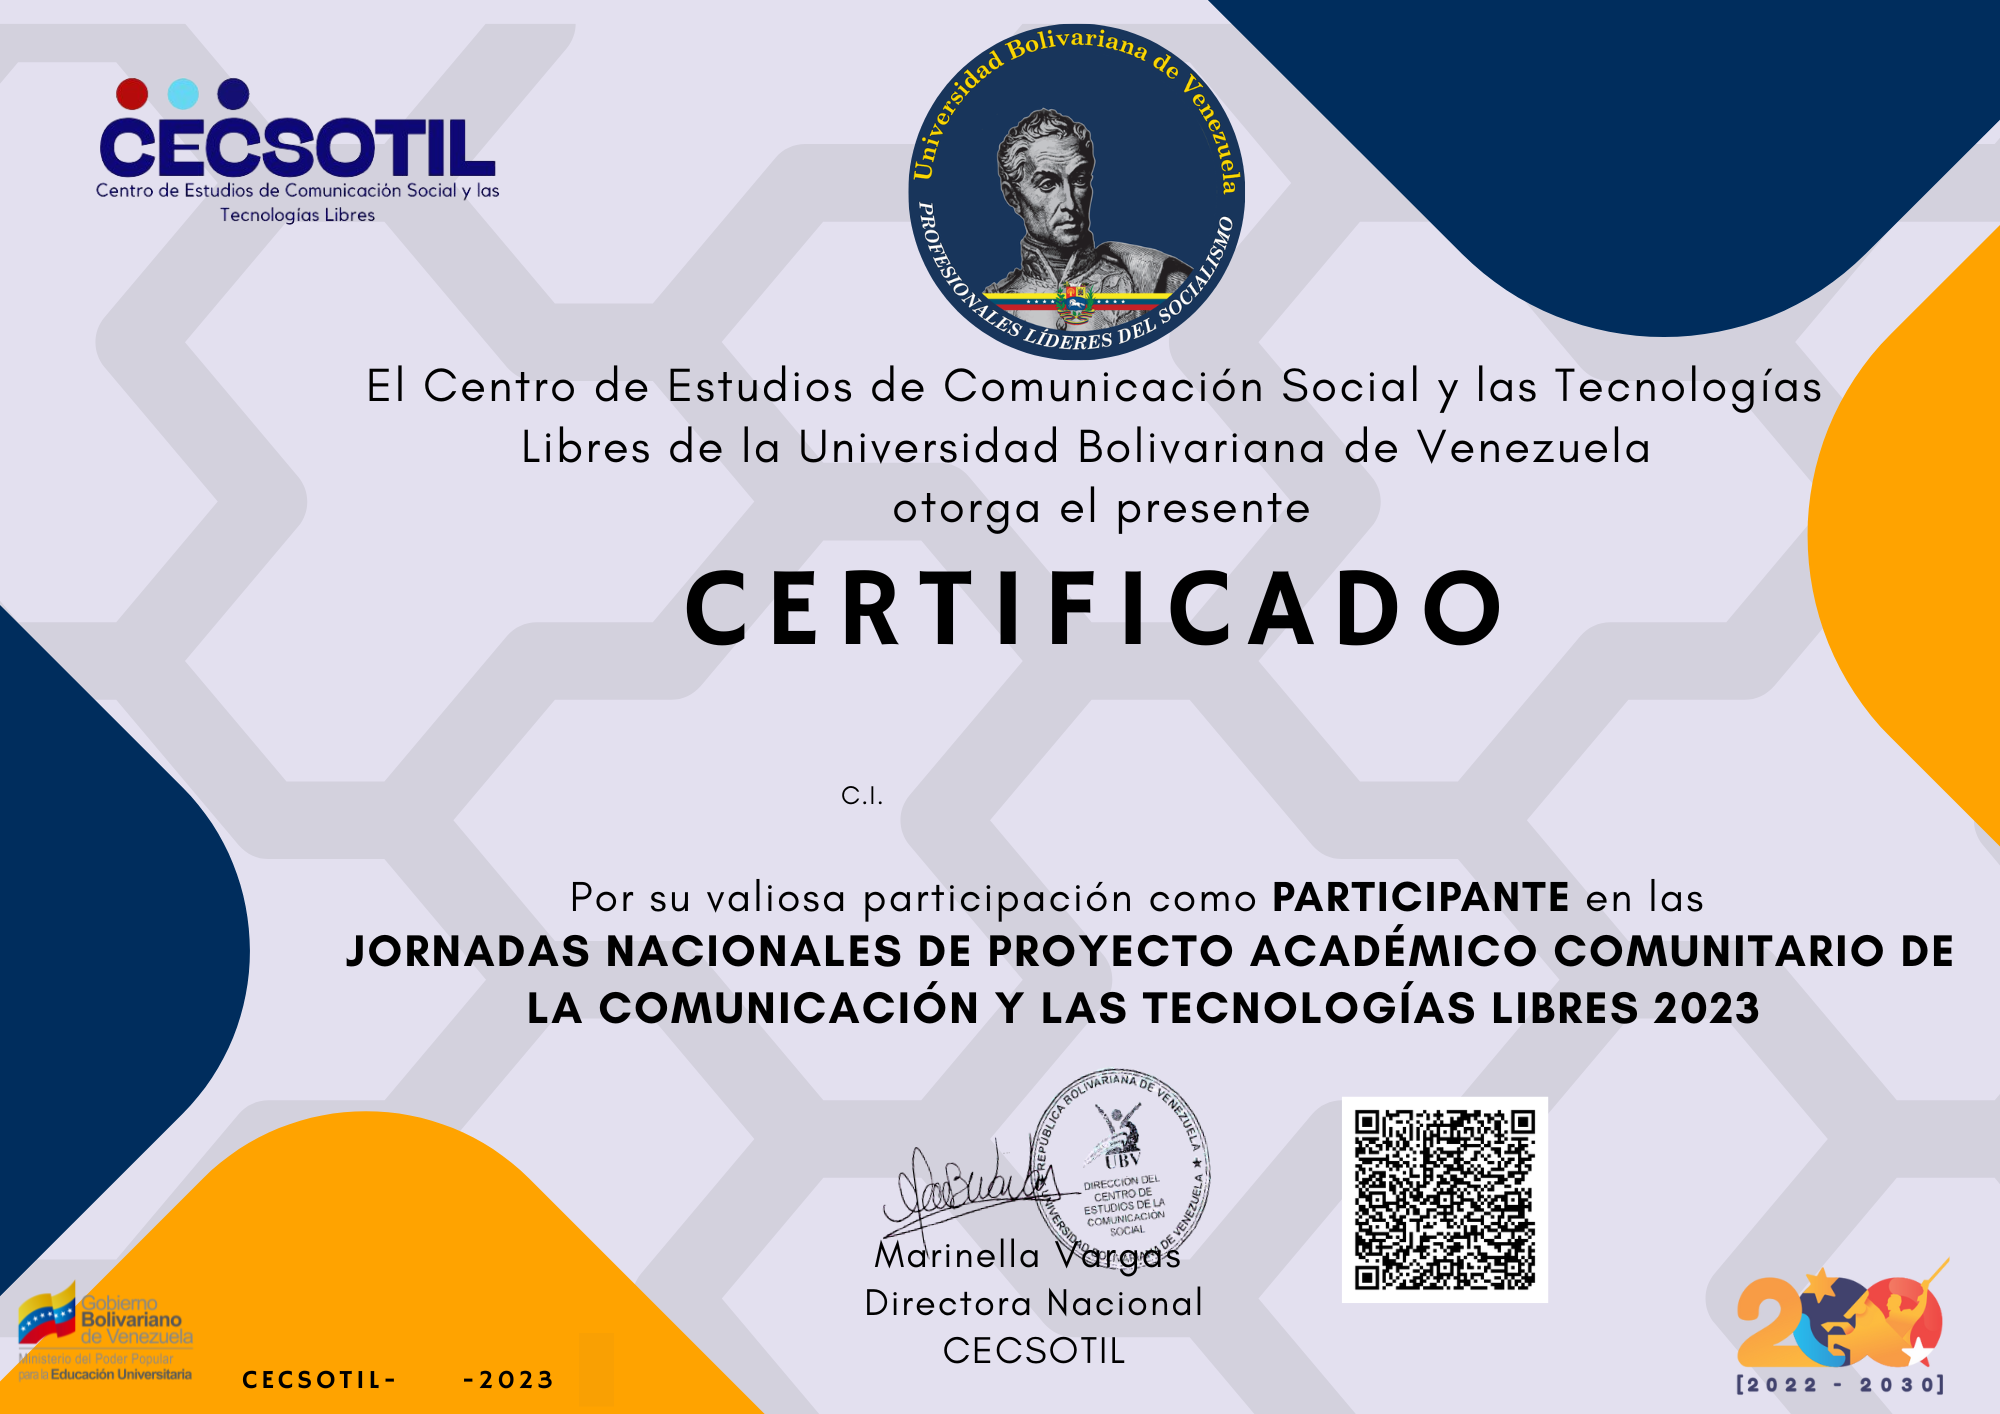 CECSOTIL
Centro de Estudios de Comunicación Social y las
Tecnologías Libres
Universidad Bolivariana de Venezuela
PROFESIONALES LÍDERES DEL SOCIALISMO
El Centro de Estudios de Comunicación Social y las Tecnologías
Libres de la Universidad Bolivariana de Venezuela
otorga el presente
CERTIFICADO
C.I.
Por su valiosa participación como PARTICIPANTE en las
JORNADAS NACIONALES DE PROYECTO ACADÉMICO COMUNITARIO DE
LA COMUNICACIÓN Y LAS TECNOLOGÍAS LIBRES 2023
REPÚBLICA BOLIVARIANA DE VENEZUELA
UNIVERSIDAD BOLIVARIANA DE VENEZUELA
UBV
DIRECCION DEL
CENTRO DE
ESTUDIOS DE LA
COMUNICACIÓN
SOCIAL
Marinella Vargas
Directora Nacional
CECSOTIL
Gobierno
Bolivariano
de Venezuela
Ministerio del Poder Popular
para la Educación Universitaria
CECSOTIL- -2023
200
[2022 - 2030]